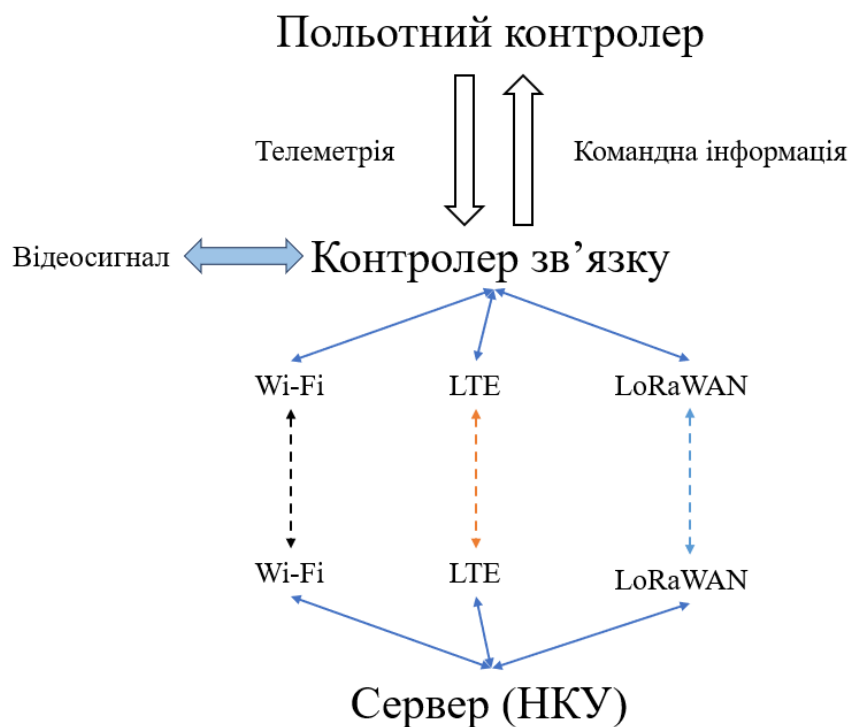 Польотний контролер
Телеметрія
Командна інформація
Відеосигнал
Контролер зв’язку
Wi-Fi
LTE
LoRaWAN
Wi-Fi
LTE
LoRaWAN
Сервер (НКУ)